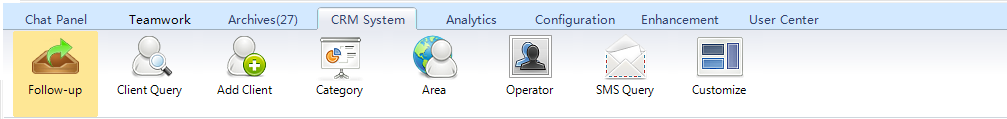 Chat Panel Teamwork Archives(27) CRM System Analytics Configuration Enhancement User Center
Follow-up Client Query Add Client Category Area Operator SMS Query Customize